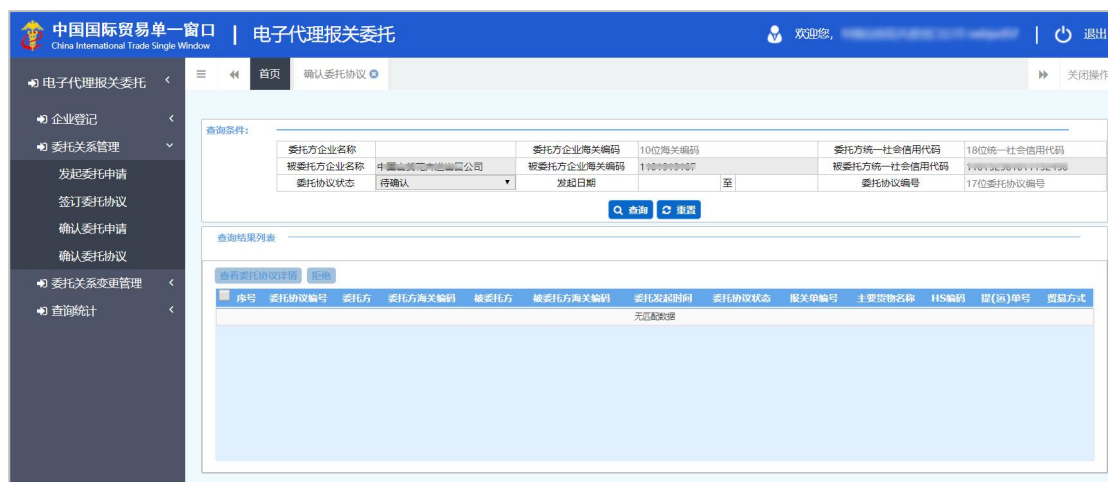 中国国际贸易单一窗口 | 电子代理报关委托 欢迎您, | 退出
China International Trade Single Window
电子代理报关委托 首页 确认委托协议 关闭操作
企业登记
委托关系管理
发起委托申请
签订委托协议
确认委托申请
确认委托协议
委托关系变更管理
查询统计
查询条件:
委托方企业名称 委托方企业海关编码 10位海关编码 委托方统一社会信用代码 18位统一社会信用代码
被委托方企业名称 公司 被委托方企业海关编码 被委托方统一社会信用代码
委托协议状态 待确认 发起日期 至 委托协议编号 17位委托协议编号
查询 重置
查询结果列表
查看委托协议详情 拒绝
序号 委托协议编号 委托方 委托方海关编码 被委托方 被委托方海关编码 委托发起时间 委托协议状态 报关单编号 主要货物名称 HS编码 提(运)单号 贸易方式
无匹配数据